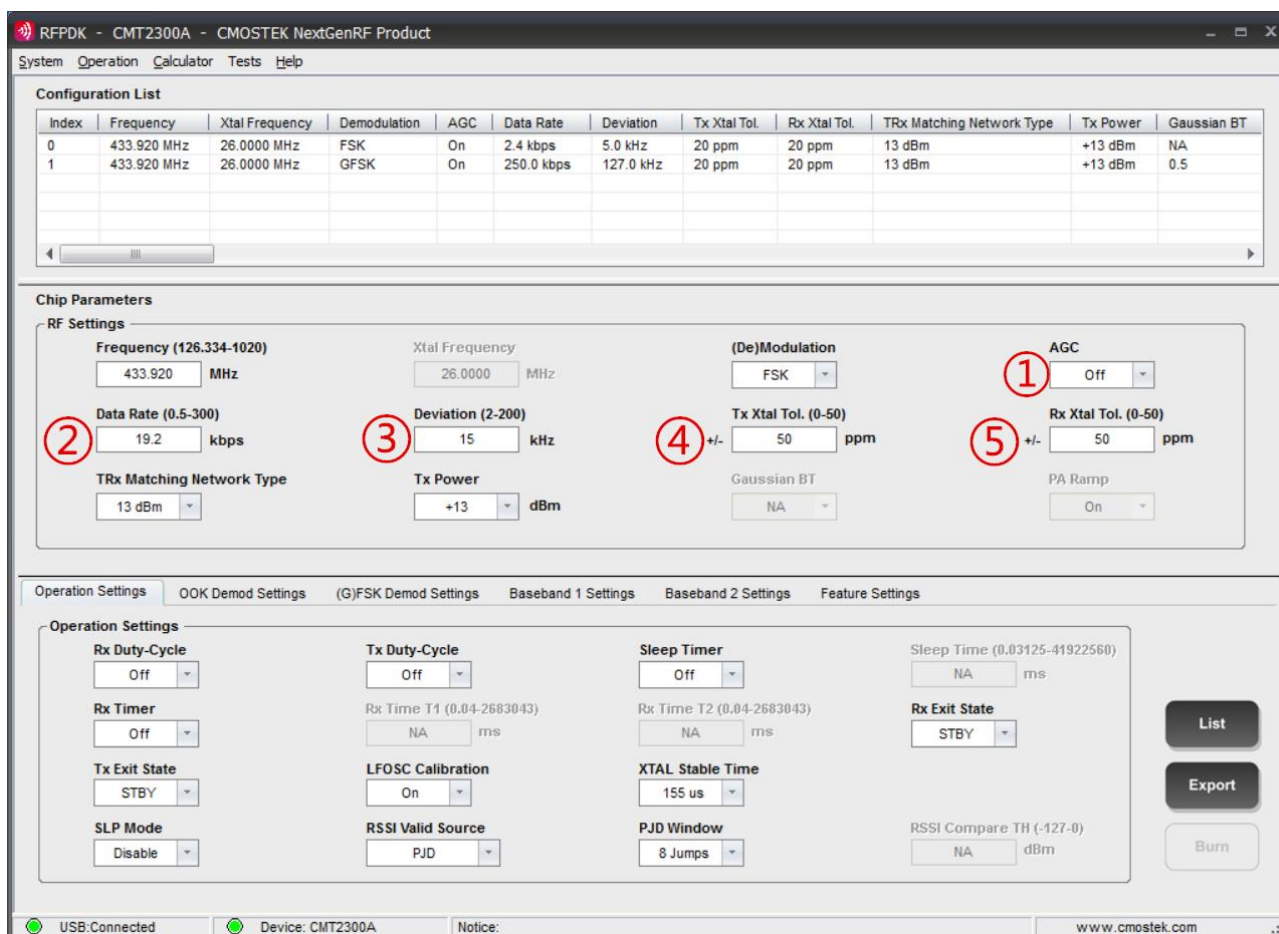 RFPDK - CMT2300A - CMOSTEK NextGenRF Product
System Operation Calculator Tests Help
Configuration List
Index Frequency Xtal Frequency Demodulation AGC Data Rate Deviation Tx Xtal Tol. Rx Xtal Tol. TRx Matching Network Type Tx Power Gaussian BT
0 433.920 MHz 26.0000 MHz FSK On 2.4 kbps 5.0 kHz 20 ppm 20 ppm 13 dBm +13 dBm NA
1 433.920 MHz 26.0000 MHz GFSK On 250.0 kbps 127.0 kHz 20 ppm 20 ppm 13 dBm +13 dBm 0.5
Chip Parameters
RF Settings
Frequency (126.334-1020) Xtal Frequency (De)Modulation AGC
433.920 MHz 26.0000 MHz FSK ① Off
Data Rate (0.5-300) Deviation (2-200) Tx Xtal Tol. (0-50) Rx Xtal Tol. (0-50)
② 19.2 kbps ③ 15 kHz ④ +/- 50 ppm ⑤ +/- 50 ppm
TRx Matching Network Type Tx Power Gaussian BT PA Ramp
13 dBm +13 dBm NA On
Operation Settings OOK Demod Settings (G)FSK Demod Settings Baseband 1 Settings Baseband 2 Settings Feature Settings
Operation Settings
Rx Duty-Cycle Tx Duty-Cycle Sleep Timer Sleep Time (0.03125-41922560)
Off Off Off NA ms
Rx Timer Rx Time T1 (0.04-2683043) Rx Time T2 (0.04-2683043) Rx Exit State
Off NA ms NA ms STBY
List
Tx Exit State LFOSC Calibration XTAL Stable Time
STBY On 155 us
Export
SLP Mode RSSI Valid Source PJD Window RSSI Compare TH (-127-0)
Disable PJD 8 Jumps NA dBm
Burn
USB:Connected Device: CMT2300A Notice: www.cmostek.com